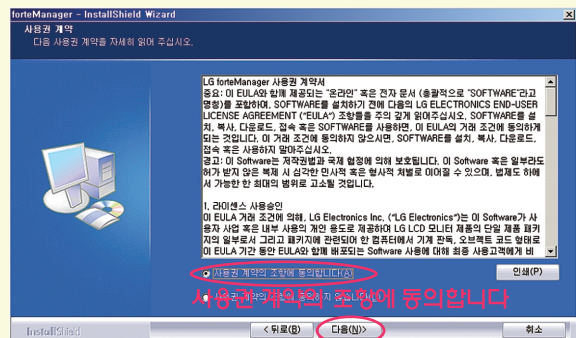 forteManager - InstallShield Wizard
사용권 계약
다음 사용권 계약을 자세히 읽어 주십시오.
LG forteManager 사용권 계약서
중요: 이 EULA와 함께 제공되는 "온라인" 혹은 전자 문서 (총괄적으로 "SOFTWARE"라고
명칭)를 포함하여, SOFTWARE를 설치하기 전에 다음의 LG ELECTRONICS END-USER
LICENSE AGREEMENT ("EULA") 조항들을 주의 깊게 읽어주십시오. SOFTWARE를 설
치, 복사, 다운로드, 접속 혹은 SOFTWARE를 사용하면, 이 EULA의 거래 조건에 동의하게
되는 것입니다. 이 거래 조건에 동의하지 않으시면, SOFTWARE를 설치, 복사, 다운로드,
접속 혹은 사용하지 말아주십시오.
경고: 이 Software는 저작권법과 국제 협정에 의해 보호됩니다. 이 Software 혹은 일부라도
허가 받지 않은 복제 시 심각한 민사적 혹은 형사적 처벌로 이어질 수 있으며, 법제도 하에
서 가능한 한 최대의 범위로 고소될 것입니다.
1. 라이센스 사용승인
이 EULA 거래 조건에 의해, LG Electronics Inc. ("LG Electronics")는 이 Software가 사
용자 사업 혹은 내부 사용의 개인 용도로 제공하며 LG LCD 모니터 제품의 단일 제품 패키
지의 일부로서 그리고 패키지에 관련되어 한 컴퓨터에서 기계 판독, 오브젝트 코드 형태로
이 EULA 기간 동안 EULA와 함께 배포되는 Software 사용에 대해 최종 사용고객에게 비
사용권 계약의 조항에 동의합니다(A)
인쇄(P)
사용권 계약의 조항에 동의합니다
InstallShield
< 뒤로(B)
다음(N)>
취소